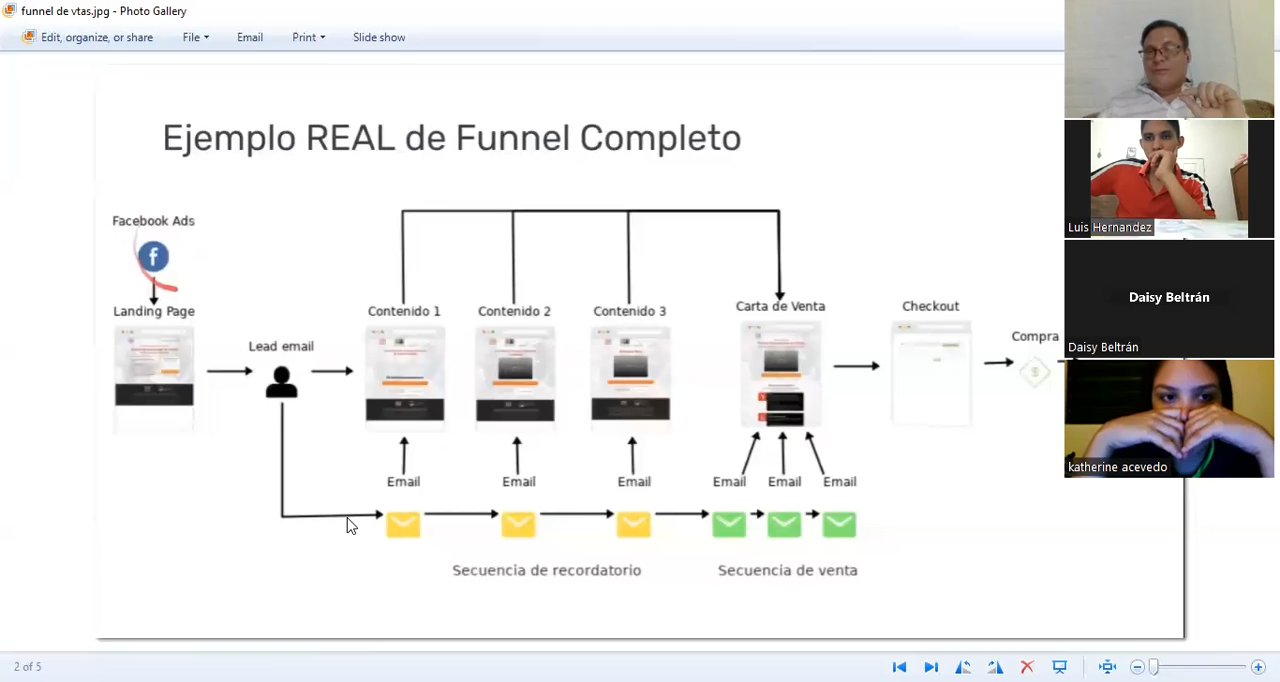 funnel de vtas.jpg - Photo Gallery
Edit, organize, or share File Email Print Slide show
Ejemplo REAL de Funnel Completo
Facebook Ads
f
Landing Page
Lead email
Contenido 1
Contenido 2
Contenido 3
Carta de Venta
Checkout
Compra
$
Email Email Email Email Email Email
Secuencia de recordatorio
Secuencia de venta
Luis Hernandez
Daisy Beltrán
Daisy Beltrán
katherine acevedo
2 of 5